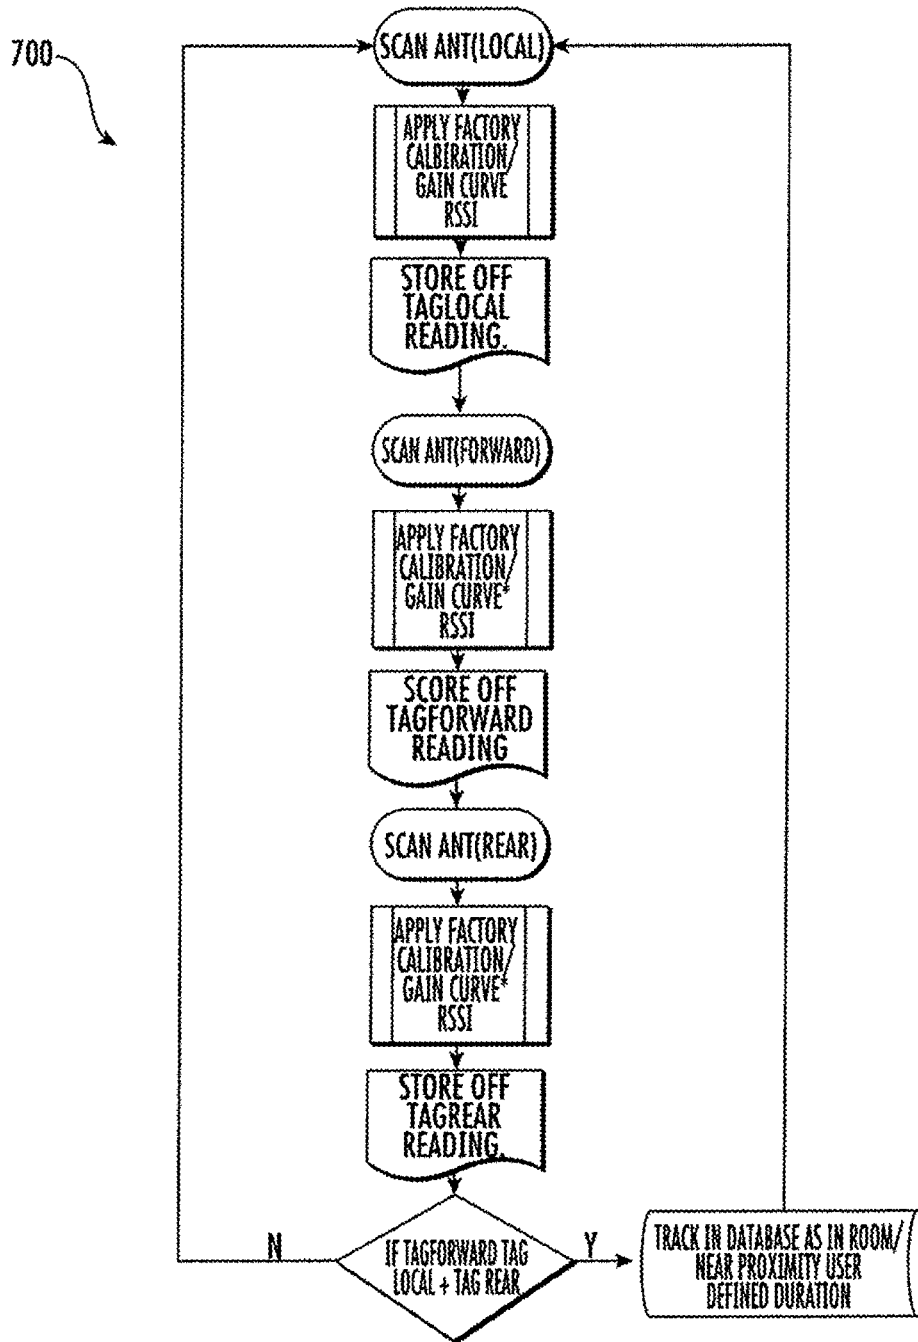 700
SCAN ANT(LOCAL)
APPLY FACTORY
CALBIRATION/
GAIN CURVE
RSSI
STORE OFF
TAGLOCAL
READING.
SCAN ANT(FORWARD)
APPLY FACTORY
CALIBRATION/
GAIN CURVE*
RSSI
SCORE OFF
TAGFORWARD
READING
SCAN ANT(REAR)
APPLY FACTORY
CALIBRATION/
GAIN CURVE*
RSSI
STORE OFF
TAGREAR
READING.
IF TAGFORWARD TAG
LOCAL + TAG REAR
N
Y
TRACK IN DATABASE AS IN ROOM/
NEAR PROXIMITY USER
DEFINED DURATION